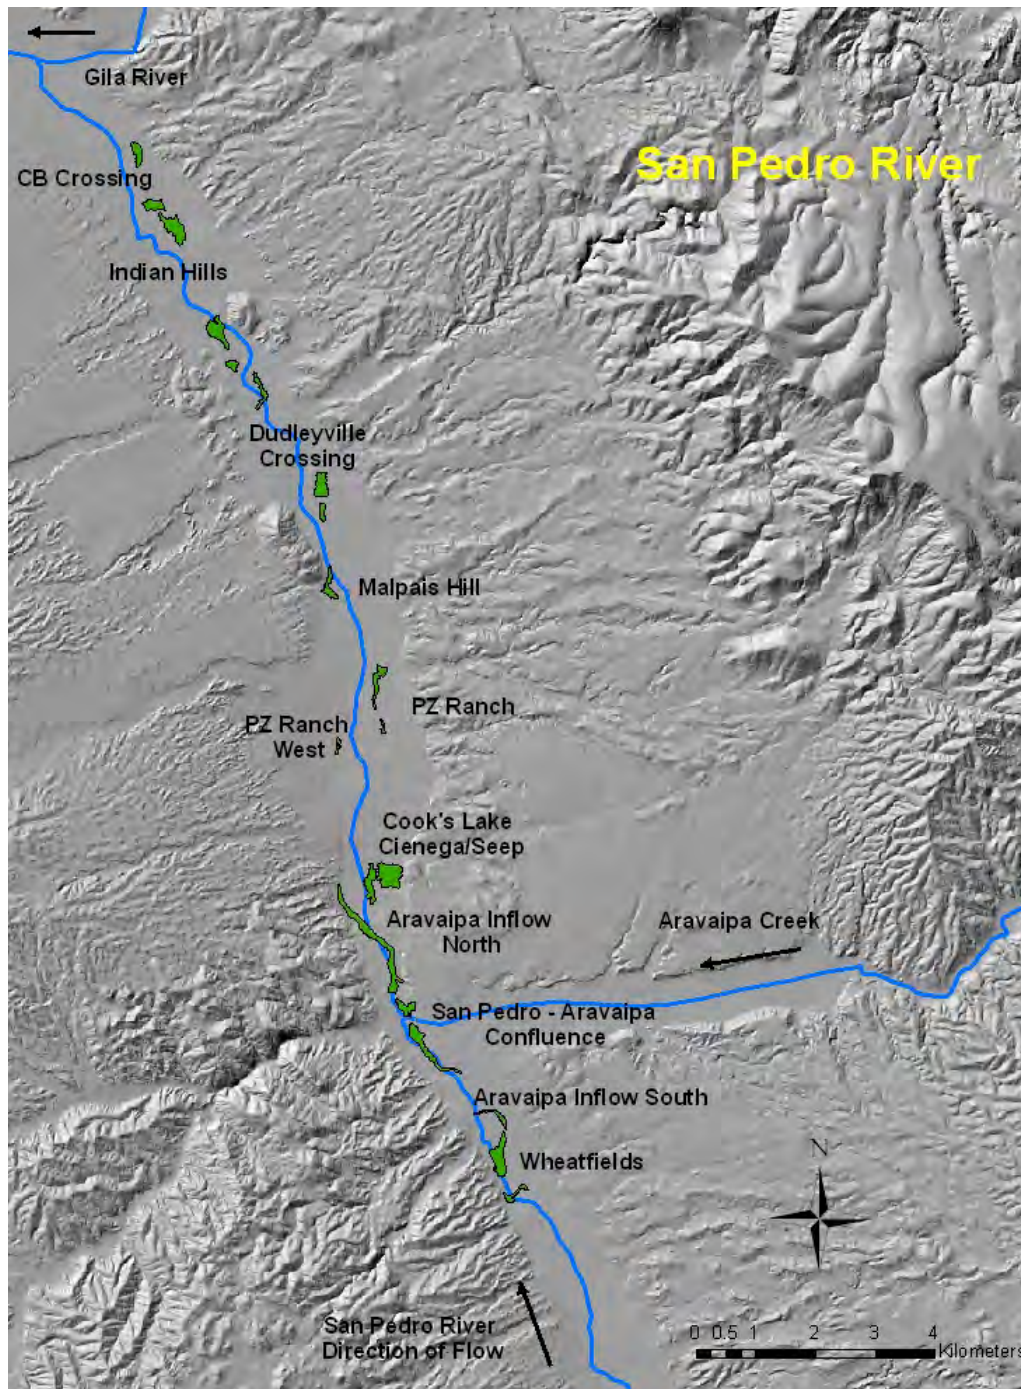 Gila River
San Pedro River
CB Crossing
Indian Hills
Dudleyville
Crossing
Malpais Hill
PZ Ranch
PZ Ranch
West
Cook's Lake
Cienega/Seep
Aravaipa Inflow
North
Aravaipa Creek
San Pedro - Aravaipa
Confluence
Aravaipa Inflow South
Wheatfields
N
San Pedro River
Direction of Flow
0 0.5 1 2 3 4
Kilometers